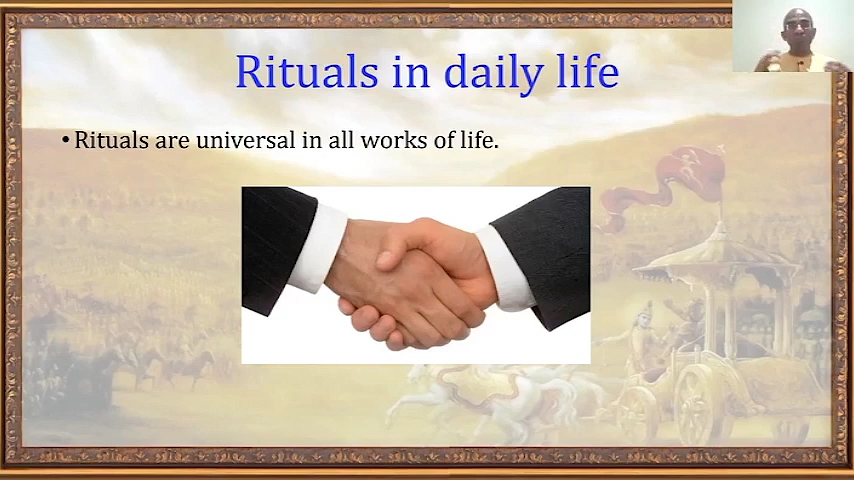 Rituals in daily life
• Rituals are universal in all works of life.